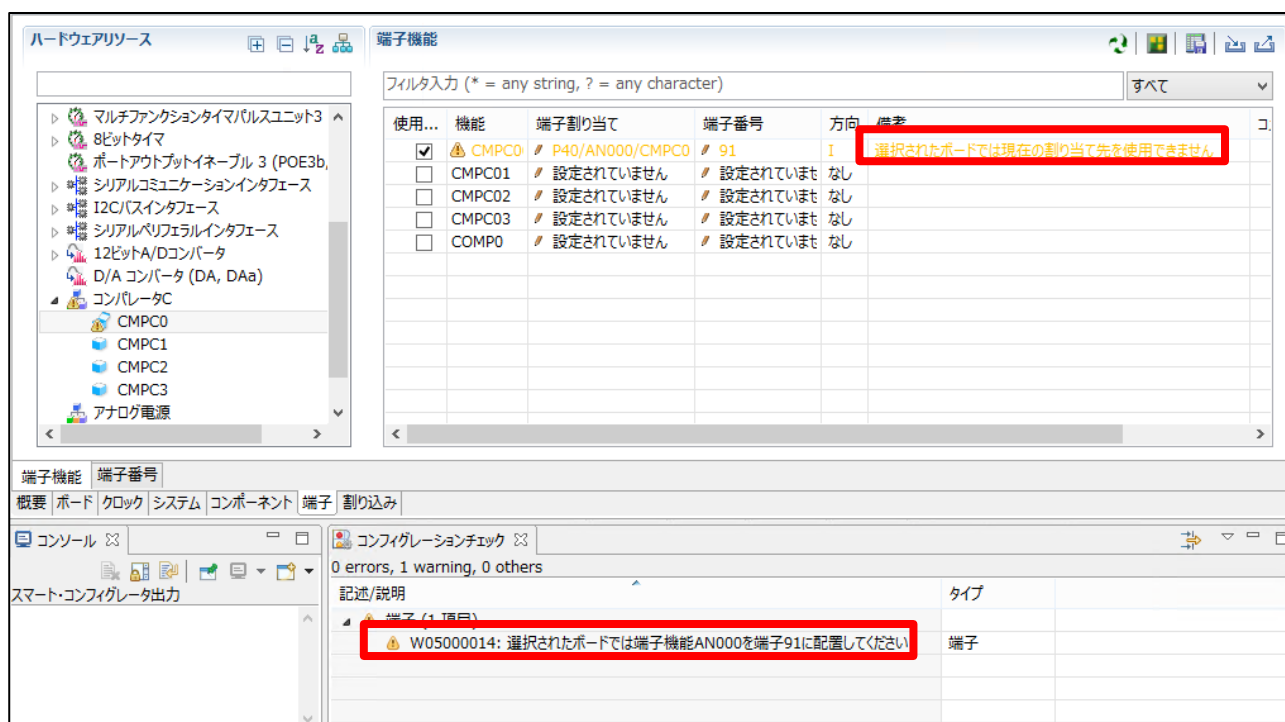 ハードウェアリソース
端子機能
フィルタ入力 (* = any string, ? = any character)
すべて
マルチファンクションタイマパルスユニット3
8ビットタイマ
ポートアウトプットイネーブル 3 (POE3b,
シリアルコミュニケーションインタフェース
I2Cバスインタフェース
シリアルペリフェラルインタフェース
12ビットA/Dコンバータ
D/A コンバータ (DA, DAa)
コンパレータC
CMPC0
CMPC1
CMPC2
CMPC3
アナログ電源
使用... 機能 端子割り当て 端子番号 方向 備考 コ
CMPC0 P40/AN000/CMPC0 91 I 選択されたボードでは現在の割り当て先を使用できません
CMPC01 設定されていません 設定されていませ なし
CMPC02 設定されていません 設定されていませ なし
CMPC03 設定されていません 設定されていませ なし
COMP0 設定されていません 設定されていませ なし
端子機能 端子番号
概要 ボード クロック システム コンポーネント 端子 割り込み
コンソール
スマート・コンフィグレータ出力
コンフィグレーションチェック
0 errors, 1 warning, 0 others
記述/説明 タイプ
端子 (1 項目)
W05000014: 選択されたボードでは端子機能AN000を端子91に配置してください 端子